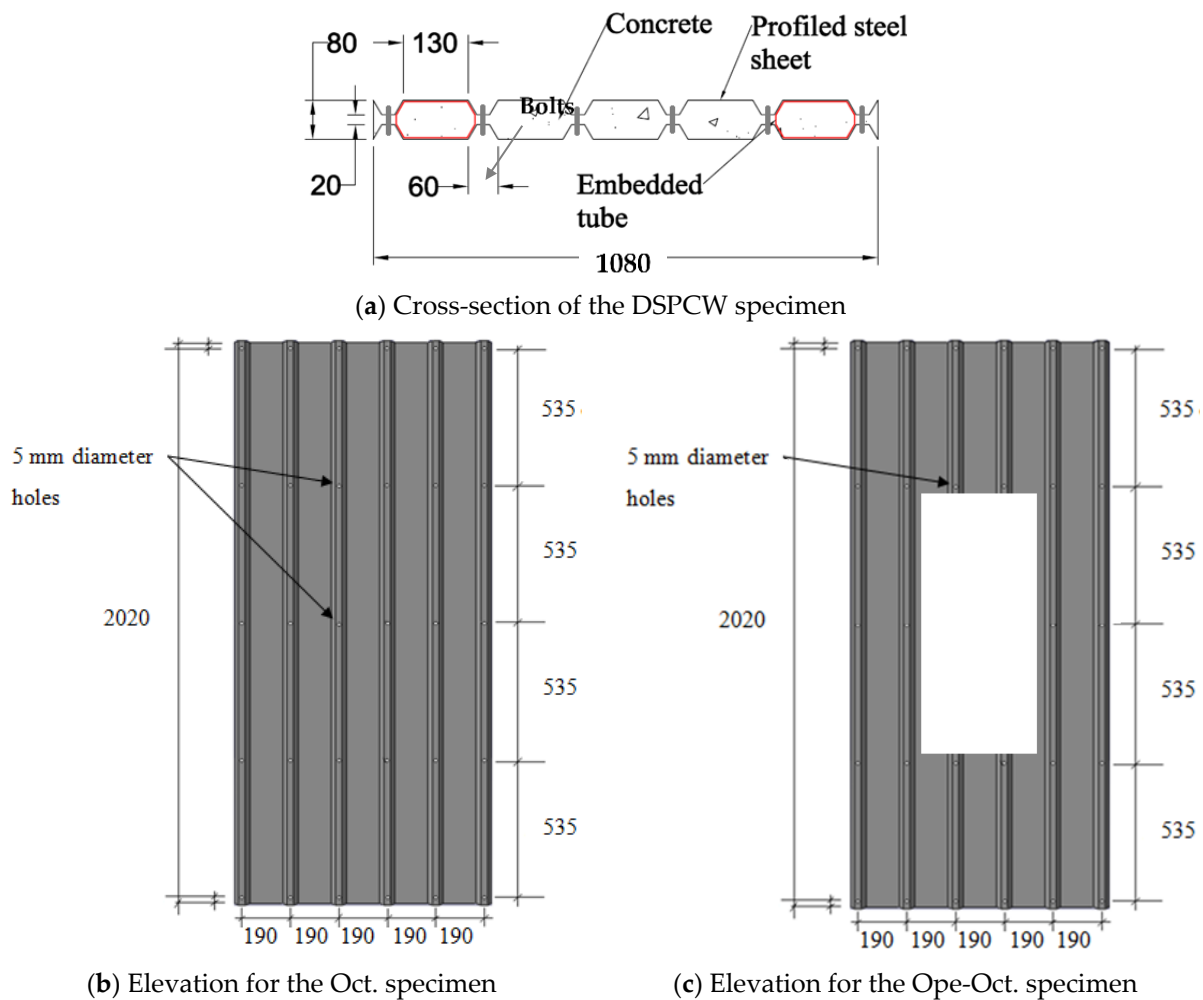 Concrete
Profiled steel
sheet
80
130
Bolts
20
60
Embedded
tube
1080
(a) Cross-section of the DSPCW specimen
535
5 mm diameter
holes
535
2020
535
535
190 190 190 190 190
(b) Elevation for the Oct. specimen
535
5 mm diameter
holes
535
2020
535
535
190 190 190 190 190
(c) Elevation for the Ope-Oct. specimen